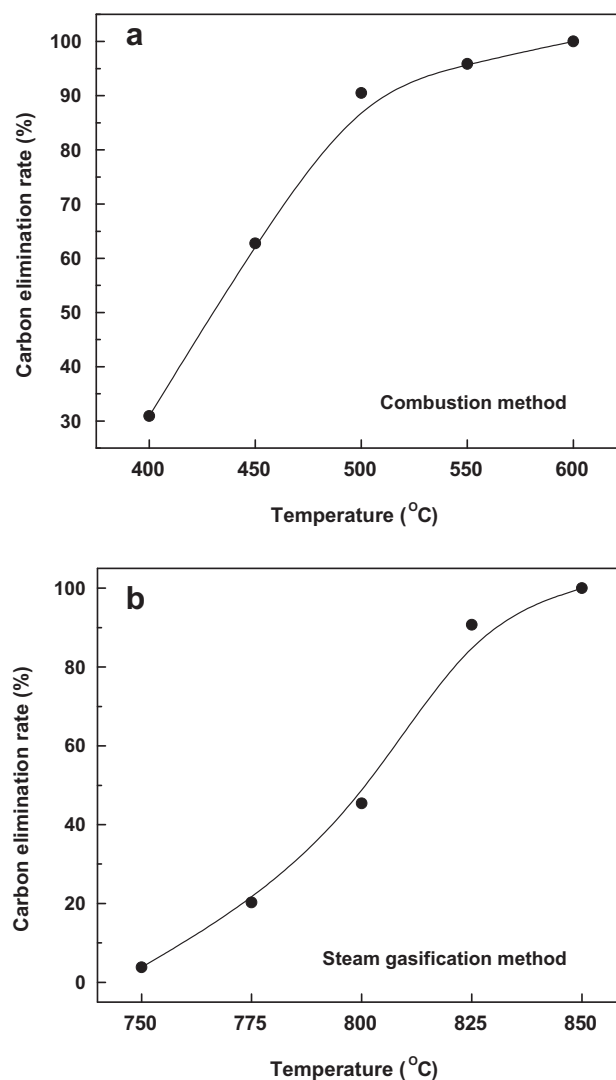 a
Carbon elimination rate (%)
100
90
80
70
60
50
40
30
Combustion method
400 450 500 550 600
Temperature (°C)
b
Carbon elimination rate (%)
100
80
60
40
20
0
Steam gasification method
750 775 800 825 850
Temperature (°C)